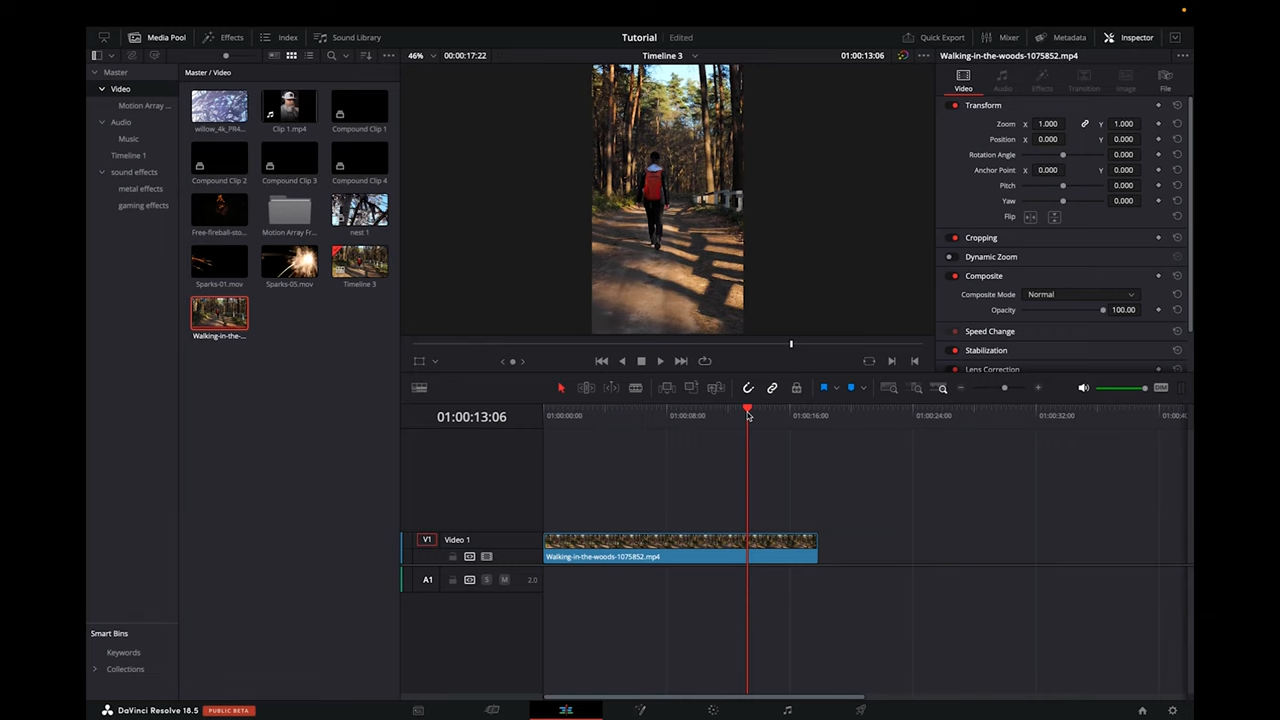 Media Pool Effects Index Sound Library Tutorial Edited Quick Export Mixer Metadata Inspector
46% 00:00:17:22 Timeline 3 01:00:13:06 Walking-in-the-woods-1075852.mp4
Master
Video
Motion Array ...
Audio
Music
Timeline 1
sound effects
metal effects
gaming effects
Smart Bins
Keywords
Collections
Master / Video
willow_4k_PR4... Clip 1.mp4 Compound Clip 1
Compound Clip 2 Compound Clip 3 Compound Clip 4
Free-fireball-sto... Motion Array Fr... nest 1
Sparks-01.mov Sparks-05.mov Timeline 3
Walking-in-the-...
Video Audio Effects Transition Image File
Transform
Zoom X 1.000 Y 1.000
Position X 0.000 Y 0.000
Rotation Angle 0.000
Anchor Point X 0.000 Y 0.000
Pitch 0.000
Yaw 0.000
Flip
Cropping
Dynamic Zoom
Composite
Composite Mode Normal
Opacity 100.00
Speed Change
Stabilization
Lens Correction
DIM
01:00:13:06 01:00:00:00 01:00:08:00 01:00:16:00 01:00:24:00 01:00:32:00
V1 Video 1
Walking-in-the-woods-1075852.mp4
A1 S M 2.0
DaVinci Resolve 18.5 PUBLIC BETA